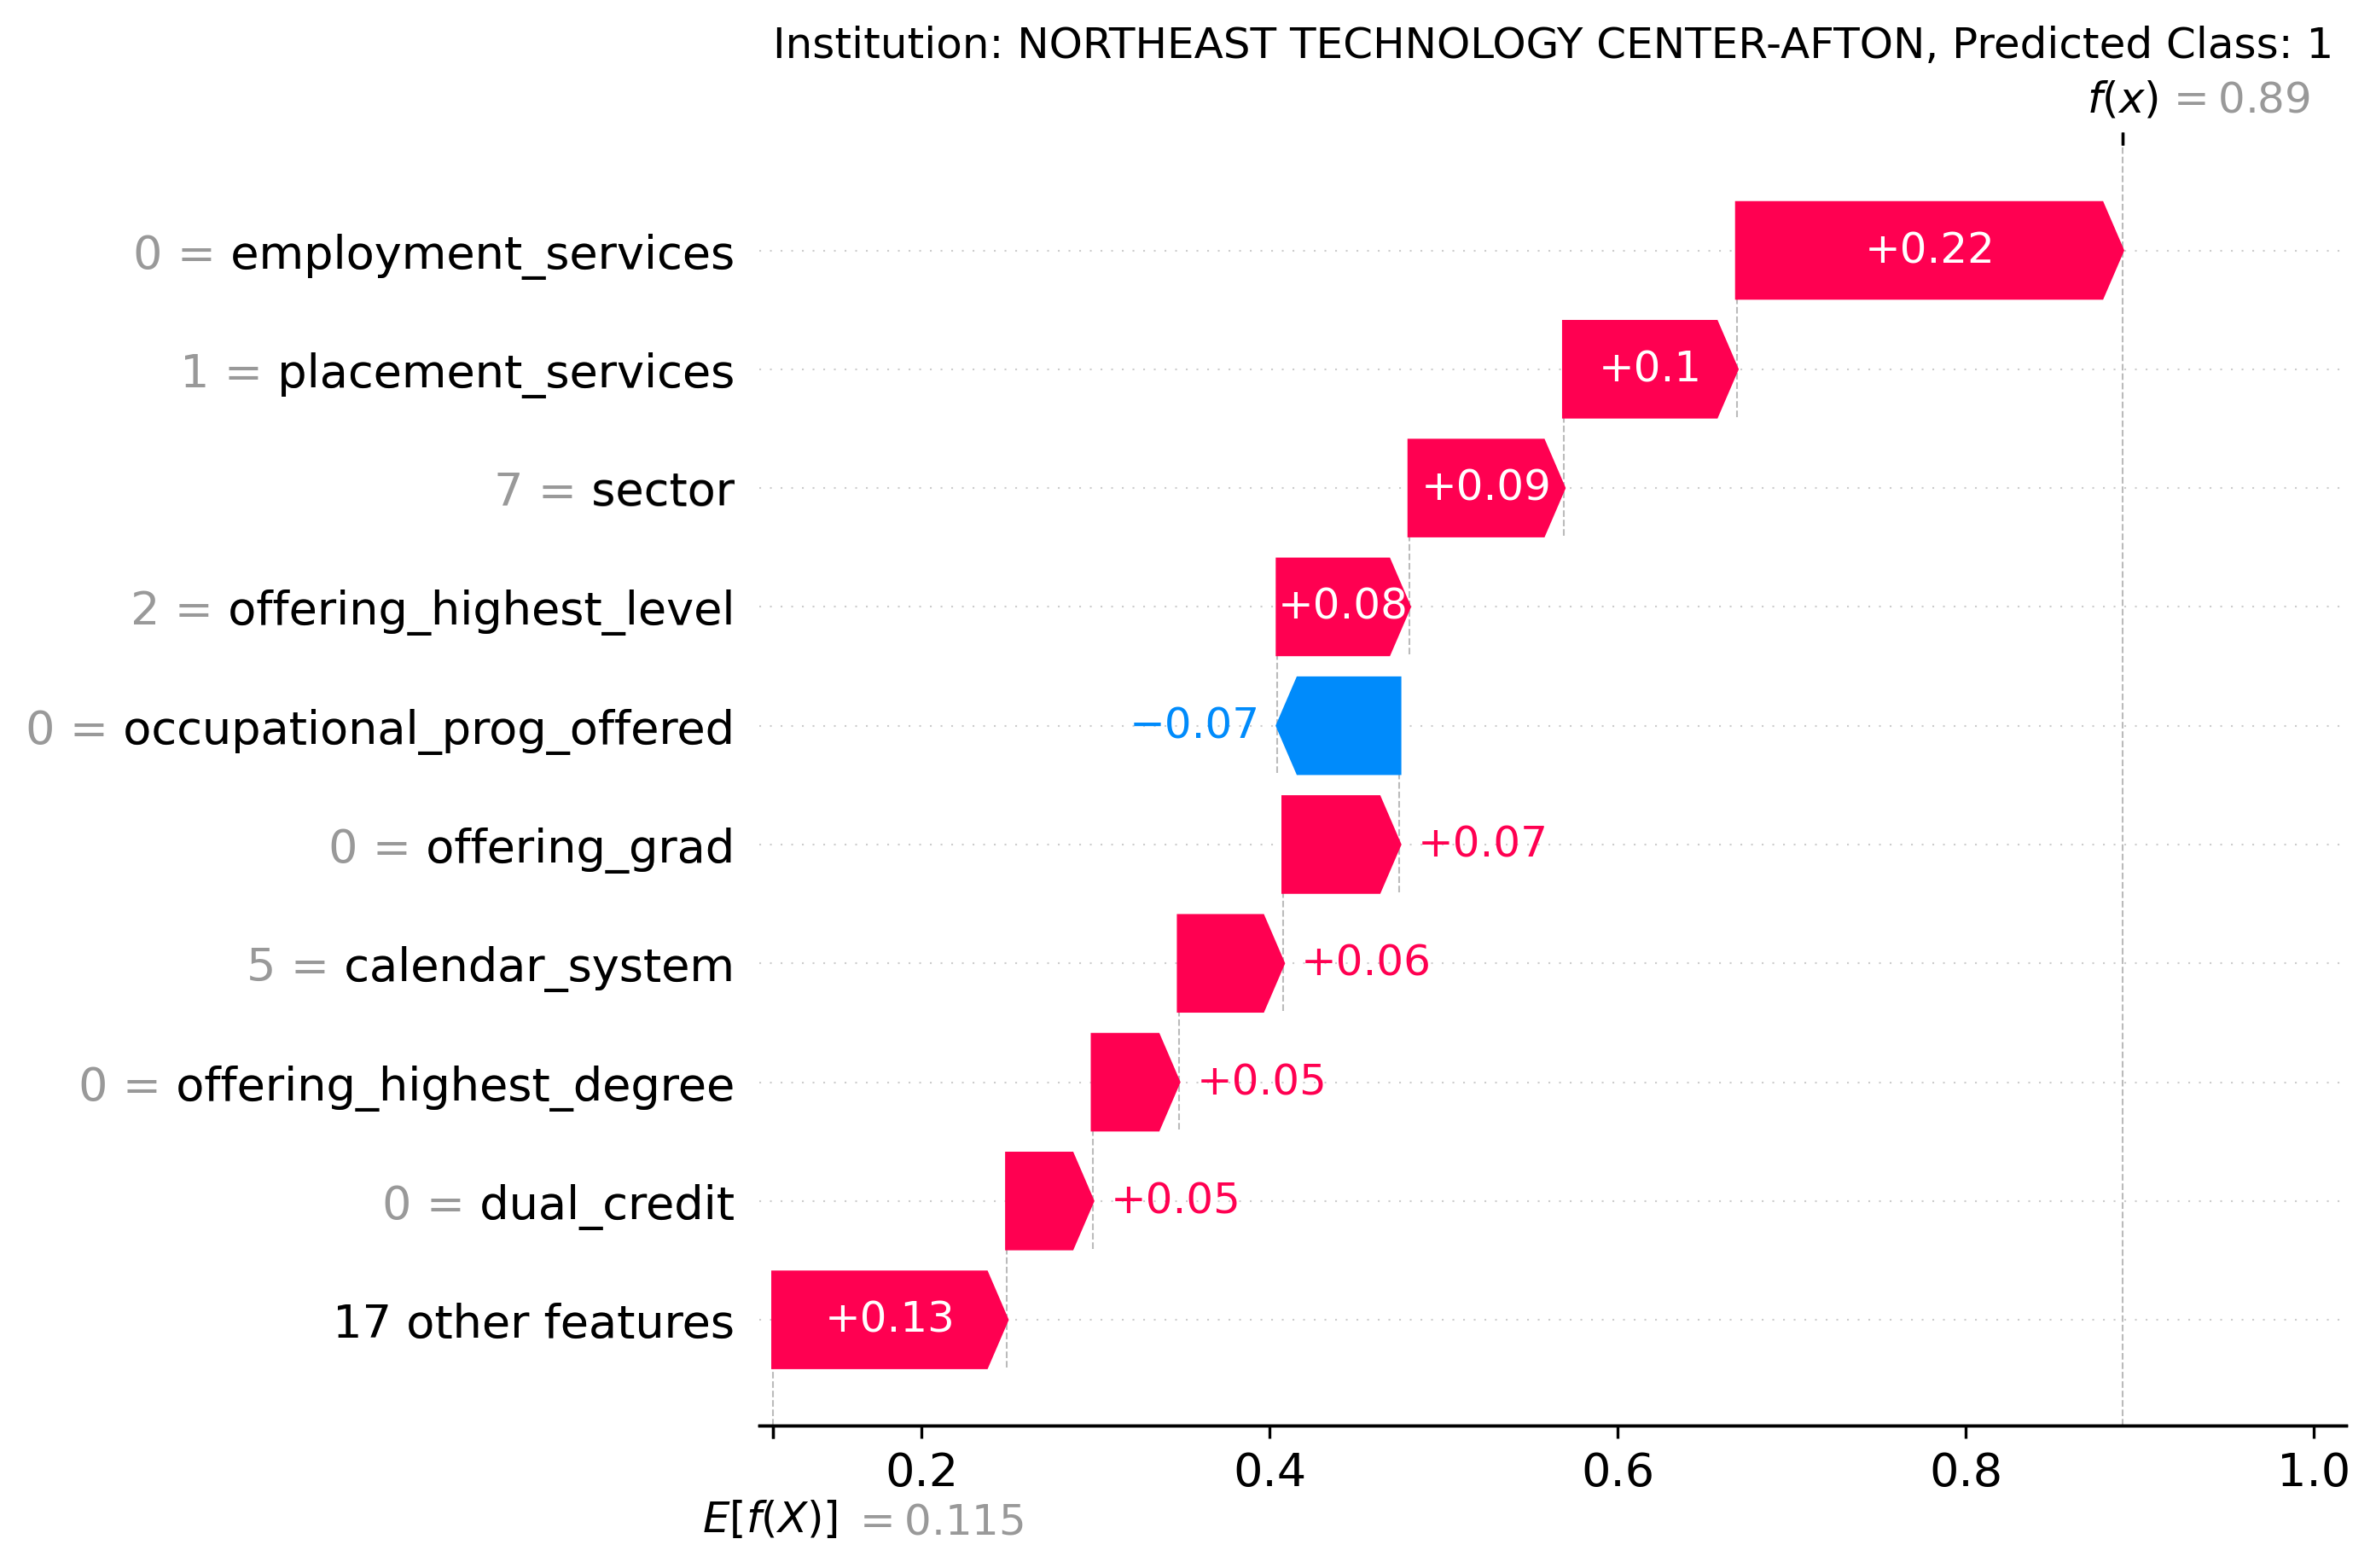 Institution: NORTHEAST TECHNOLOGY CENTER-AFTON, Predicted Class: 1
f(x) = 0.89
0 = employment_services +0.22
1 = placement_services +0.1
7 = sector +0.09
2 = offering_highest_level +0.08
0 = occupational_prog_offered −0.07
0 = offering_grad +0.07
5 = calendar_system +0.06
0 = offering_highest_degree +0.05
0 = dual_credit +0.05
17 other features +0.13
0.2 0.4 0.6 0.8 1.0
E[f(X)] = 0.115